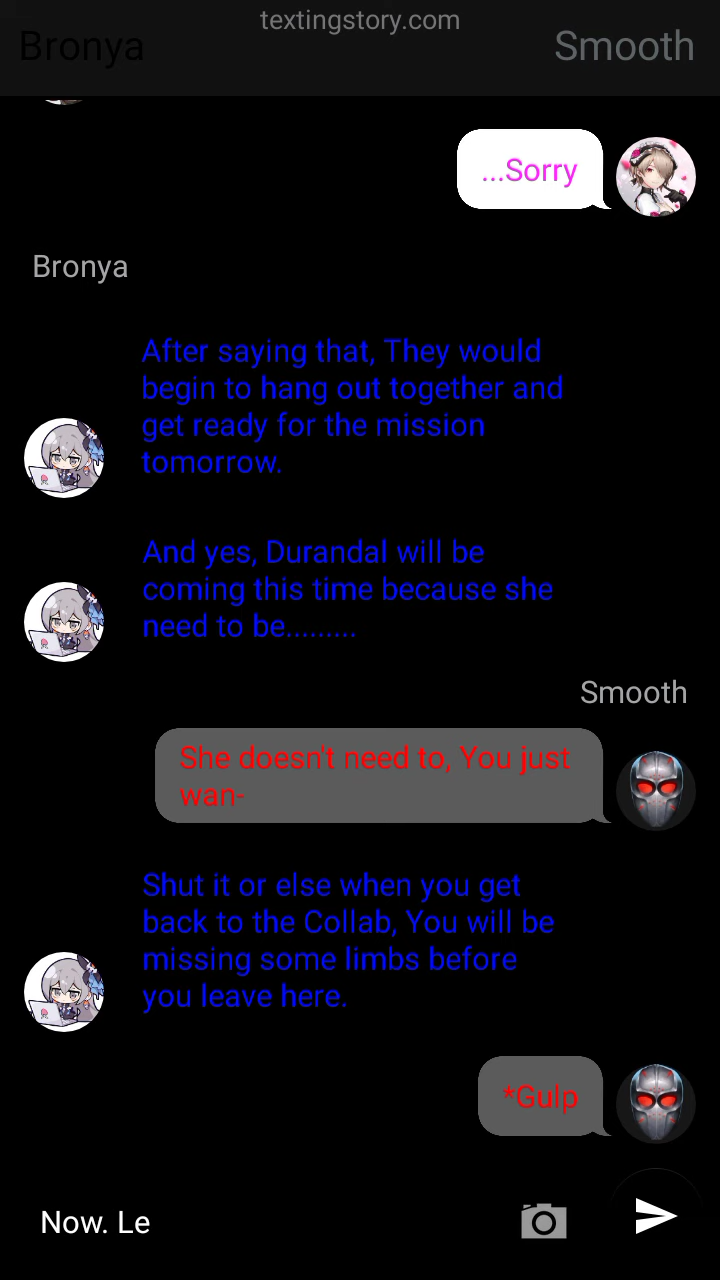 textingstory.com
Bronya
Smooth
...Sorry
Bronya
After saying that, They would
begin to hang out together and
get ready for the mission
tomorrow.
And yes, Durandal will be
coming this time because she
need to be.........
Smooth
She doesn't need to, You just
wan-
Shut it or else when you get
back to the Collab, You will be
missing some limbs before
you leave here.
*Gulp
Now. Le